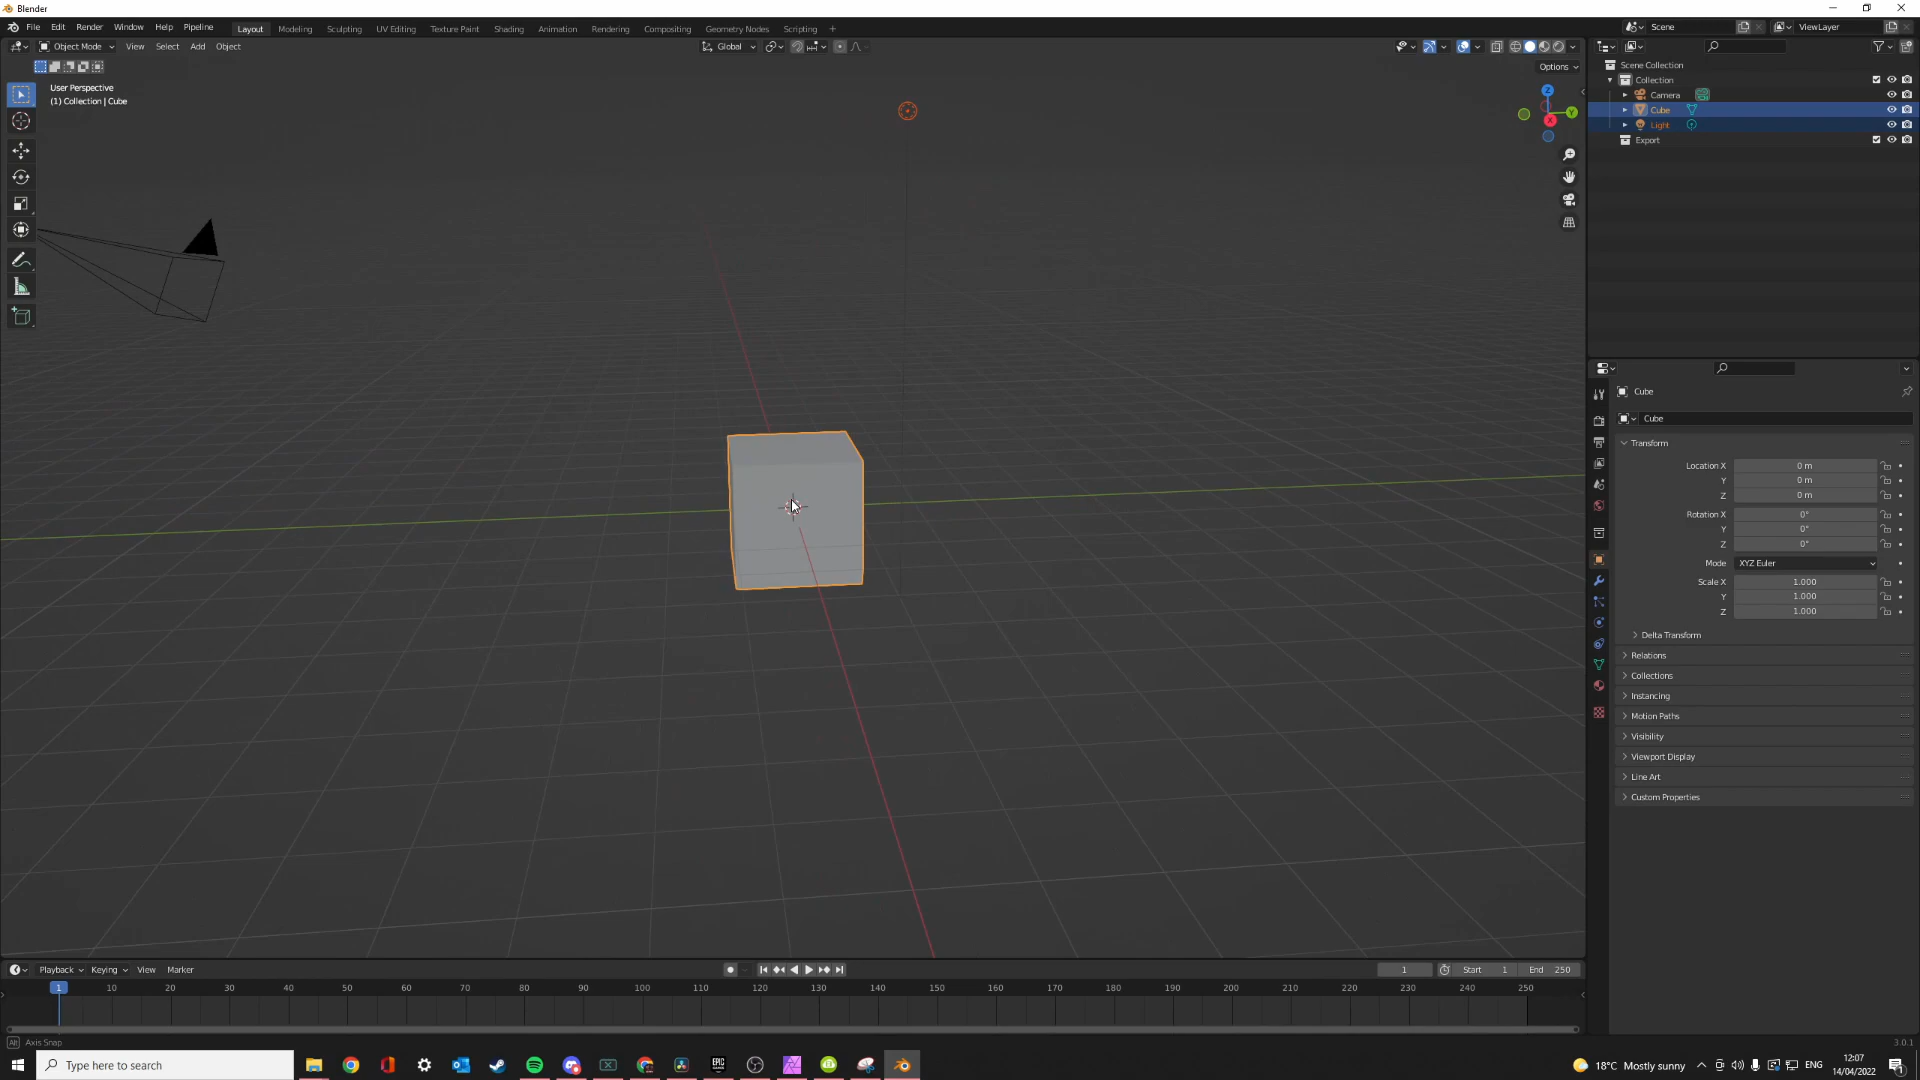 Blender
File Edit Render Window Help Pipeline Layout Modeling Sculpting UV Editing Texture Paint Shading Animation Rendering Compositing Geometry Nodes Scripting + Scene ViewLayer
Object Mode View Select Add Object Global
Options
User Perspective
(1) Collection | Cube
Z
Y
X
Scene Collection
Collection
Camera
Cube
Light
Export
Cube
Cube
Transform
Location X 0 m
Y 0 m
Z 0 m
Rotation X 0°
Y 0°
Z 0°
Mode XYZ Euler
Scale X 1.000
Y 1.000
Z 1.000
Delta Transform
Relations
Collections
Instancing
Motion Paths
Visibility
Viewport Display
Line Art
Custom Properties
Playback Keying View Marker 1 Start 1 End 250
1 10 20 30 40 50 60 70 80 90 100 110 120 130 140 150 160 170 180 190 200 210 220 230 240 250
Alt Axis Snap 3.0.1
Type here to search EPIC GAMES 18°C Mostly sunny ENG 12:07
14/04/2022